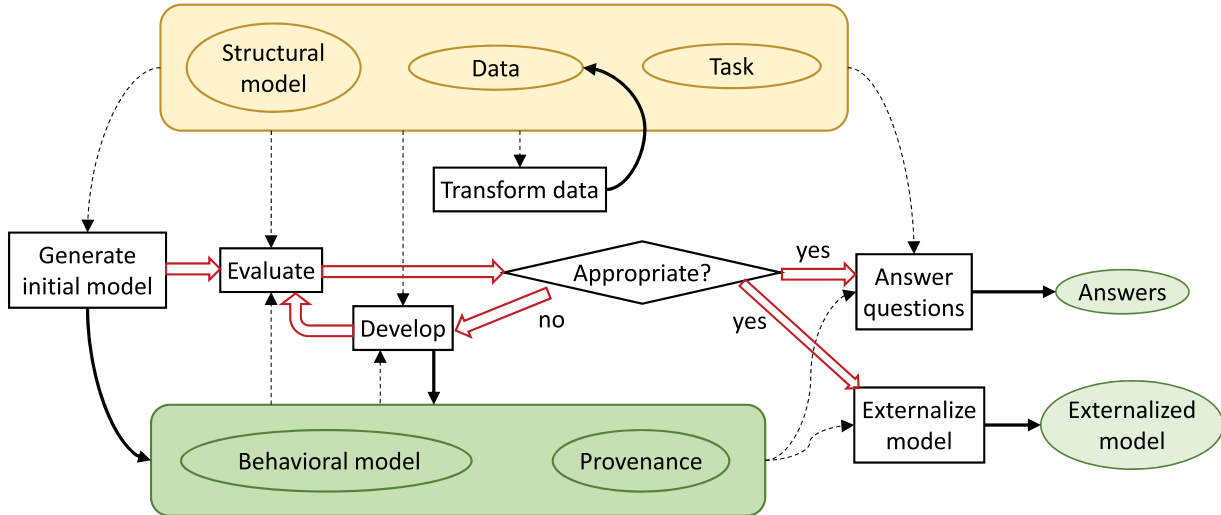 Structural
model
Data
Task
Transform data
Generate
initial model
Evaluate
Appropriate?
yes
Answer
questions
Answers
Develop
no
yes
Externalize
model
Externalized
model
Behavioral model
Provenance